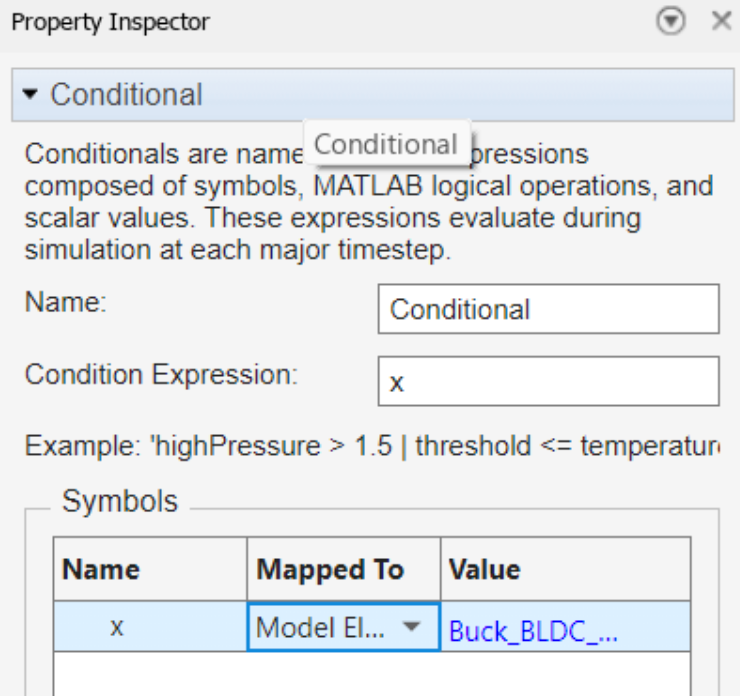 Property Inspector
Conditional
Conditional
Conditionals are name pressions
composed of symbols, MATLAB logical operations, and
scalar values. These expressions evaluate during
simulation at each major timestep.
Name: Conditional
Condition Expression: x
Example: 'highPressure > 1.5 | threshold <= temperatur
Symbols
Name Mapped To Value
x Model El... Buck_BLDC_...